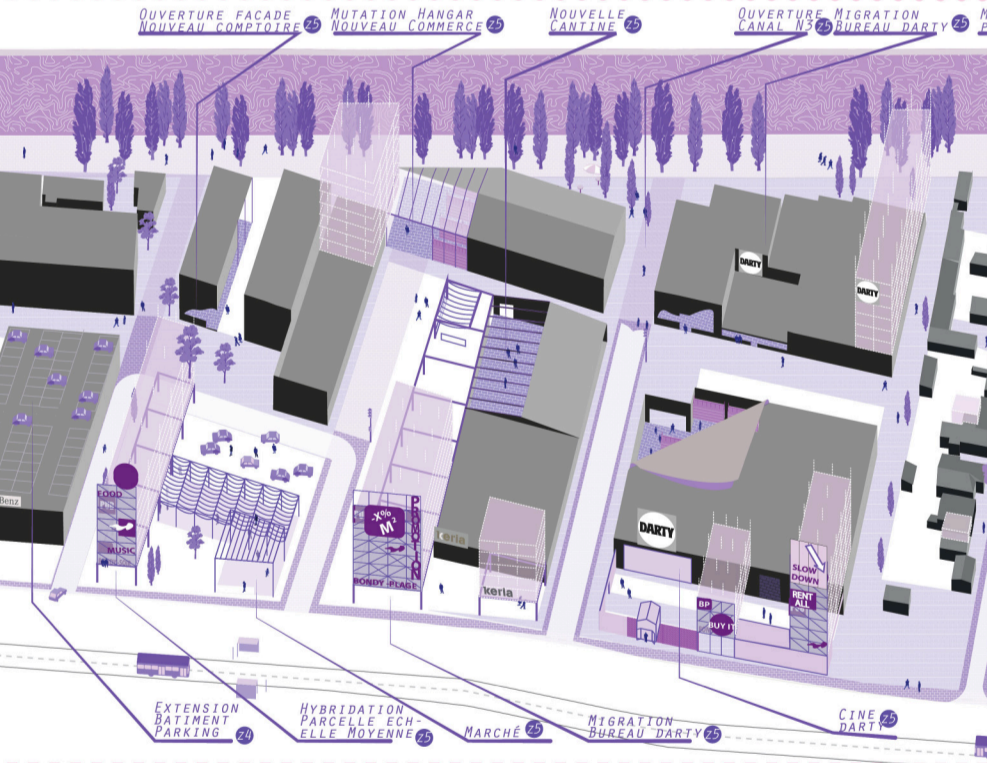 OUVERTURE FACADE
NOUVEAU COMPTOIRE Z5
MUTATION HANGAR
NOUVEAU COMMERCE Z5
NOUVELLE
CANTINE Z5
OUVERTURE
CANAL N3 Z5
MIGRATION
BUREAU DARTY Z5
DARTY
DARTY
Benz
FOOD
MUSIC
-X%
M²
PROMOTION
BONDY PLAGE
keria
keria
DARTY
BP
BUY IT
SLOW
DOWN
RENT
ALL
EXTENSION
BATIMENT
PARKING Z4
HYBRIDATION
PARCELLE ECH-
ELLE MOYENNE Z5
MARCHÉ Z5
MIGRATION
BUREAU DARTY Z5
CINE
DARTY Z5